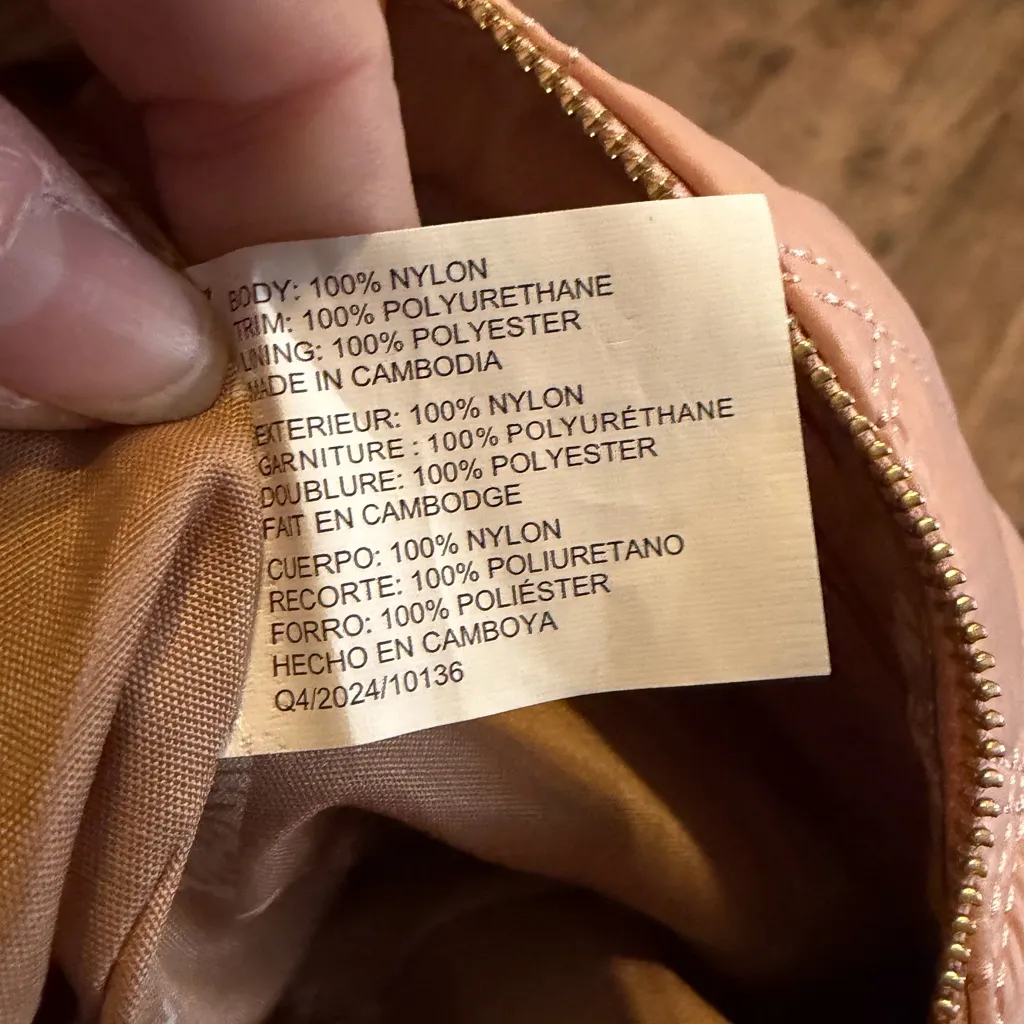 BODY: 100% NYLON
TRIM: 100% POLYURETHANE
LINING: 100% POLYESTER
MADE IN CAMBODIA
EXTERIEUR: 100% NYLON
GARNITURE : 100% POLYURÉTHANE
DOUBLURE: 100% POLYESTER
FAIT EN CAMBODGE
CUERPO: 100% NYLON
RECORTE: 100% POLIURETANO
FORRO: 100% POLIÉSTER
HECHO EN CAMBOYA
Q4/2024/10136